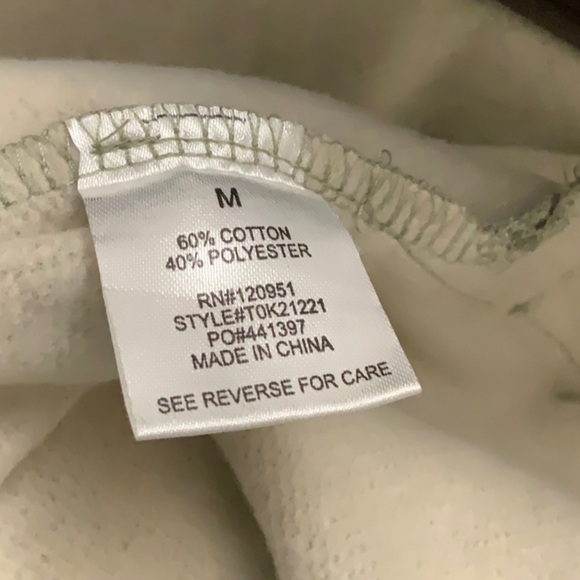 M
60% COTTON
40% POLYESTER
RN#120951
STYLE#T0K21221
PO#441397
MADE IN CHINA
SEE REVERSE FOR CARE